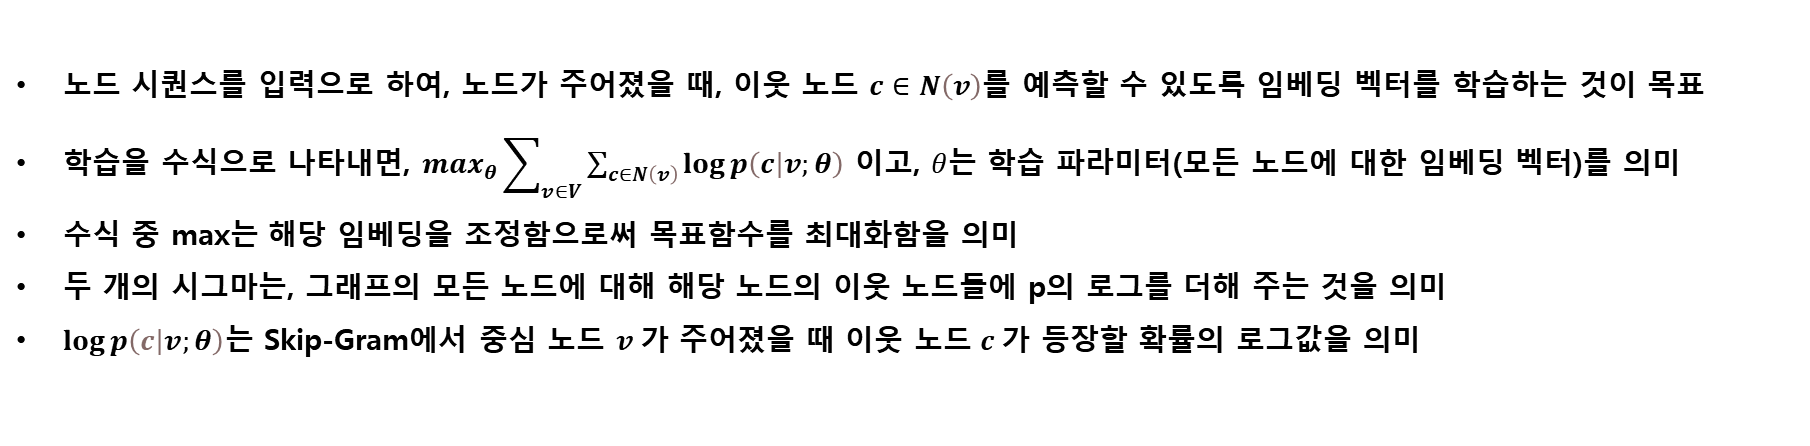 • 노드 시퀀스를 입력으로 하여, 노드가 주어졌을 때, 이웃 노드 c ∈ N(v)를 예측할 수 있도록 임베딩 벡터를 학습하는 것이 목표
• 학습을 수식으로 나타내면, max_θ ∑_{v∈V} ∑_{c∈N(v)} log p(c|v; θ) 이고, θ는 학습 파라미터(모든 노드에 대한 임베딩 벡터)를 의미
• 수식 중 max는 해당 임베딩을 조정함으로써 목표함수를 최대화함을 의미
• 두 개의 시그마는, 그래프의 모든 노드에 대해 해당 노드의 이웃 노드들에 p의 로그를 더해 주는 것을 의미
• log p(c|v; θ)는 Skip-Gram에서 중심 노드 v 가 주어졌을 때 이웃 노드 c 가 등장할 확률의 로그값을 의미